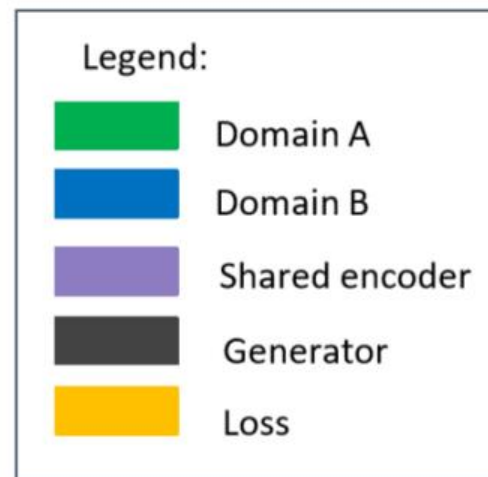 Legend:
Domain A
Domain B
Shared encoder
Generator
Loss